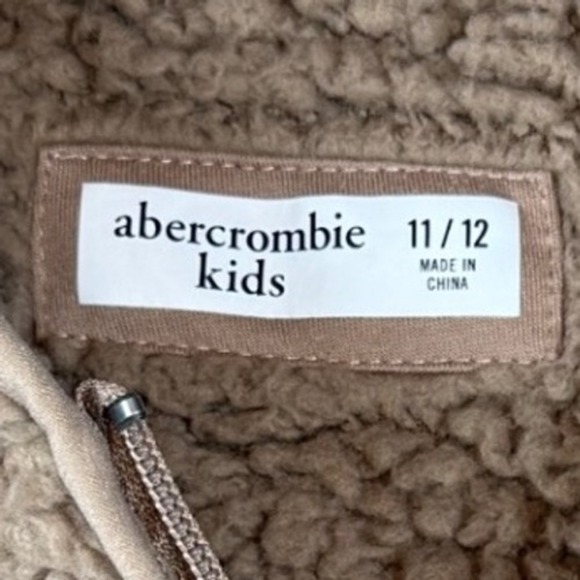 abercrombie
kids
11 / 12
MADE IN
CHINA